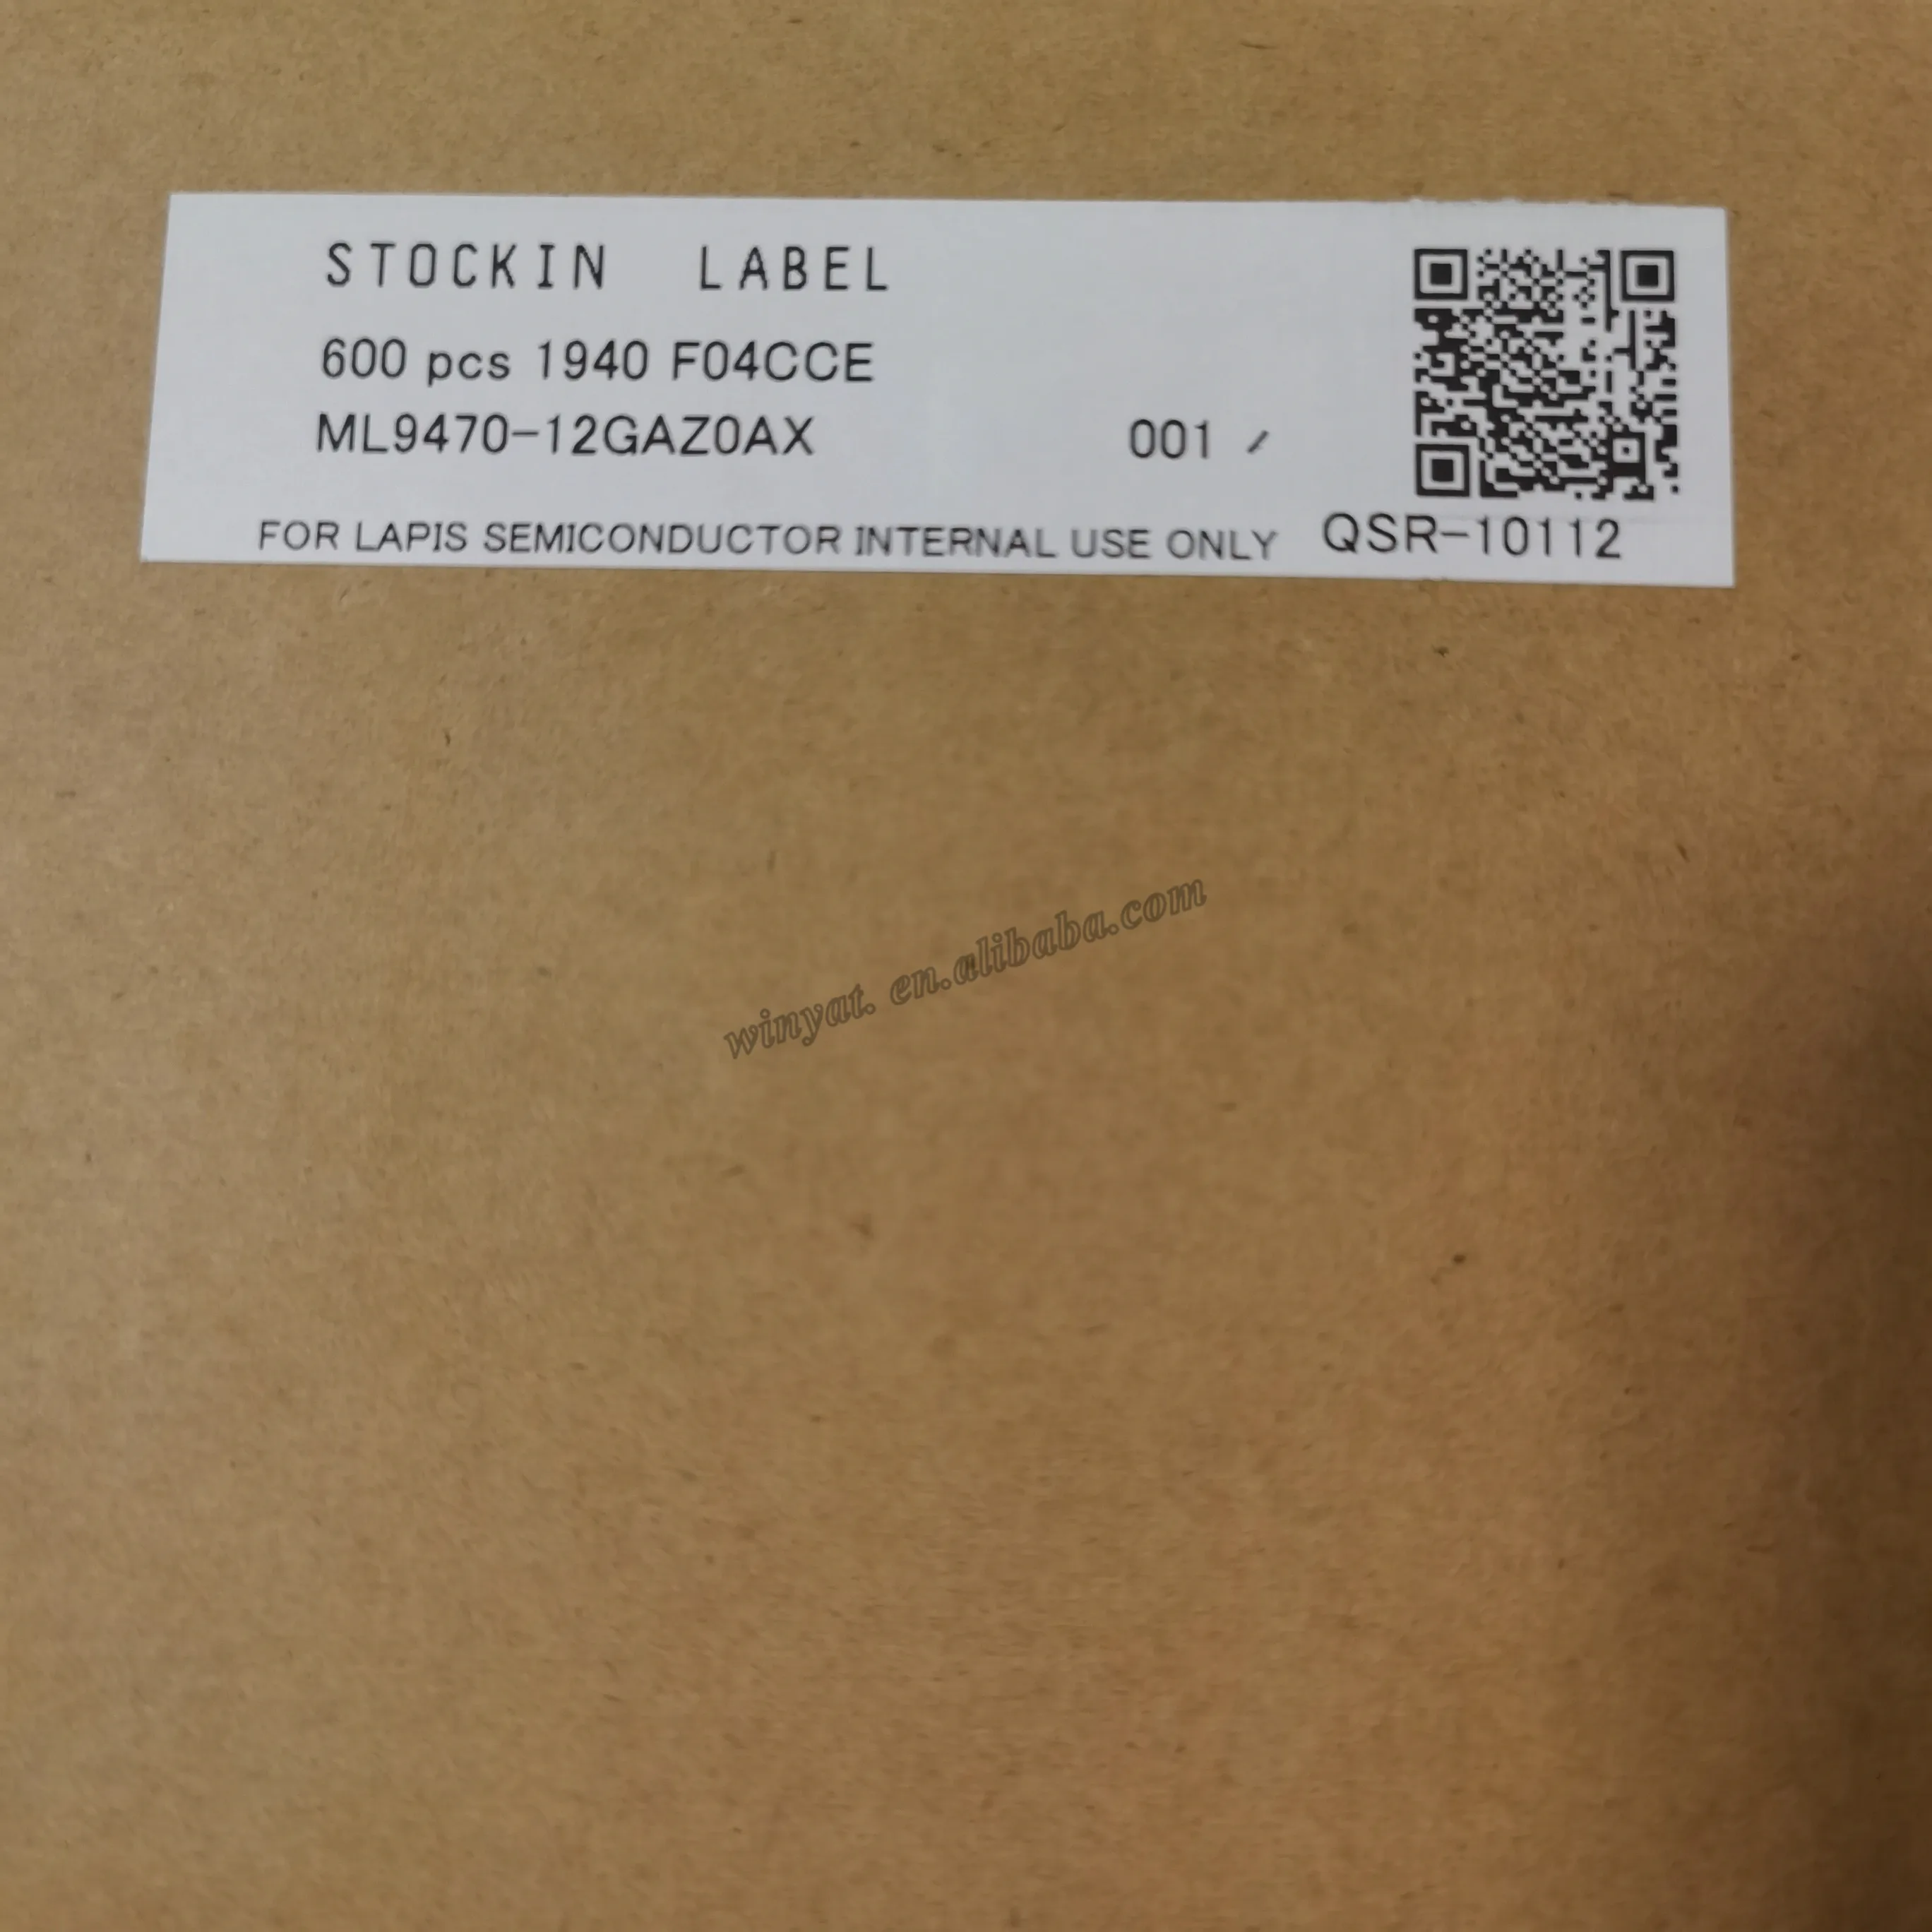 STOCKIN LABEL
600 pcs 1940 F04CCE
ML9470-12GAZ0AX 001 /
FOR LAPIS SEMICONDUCTOR INTERNAL USE ONLY QSR-10112
winyat. en.alibaba.com